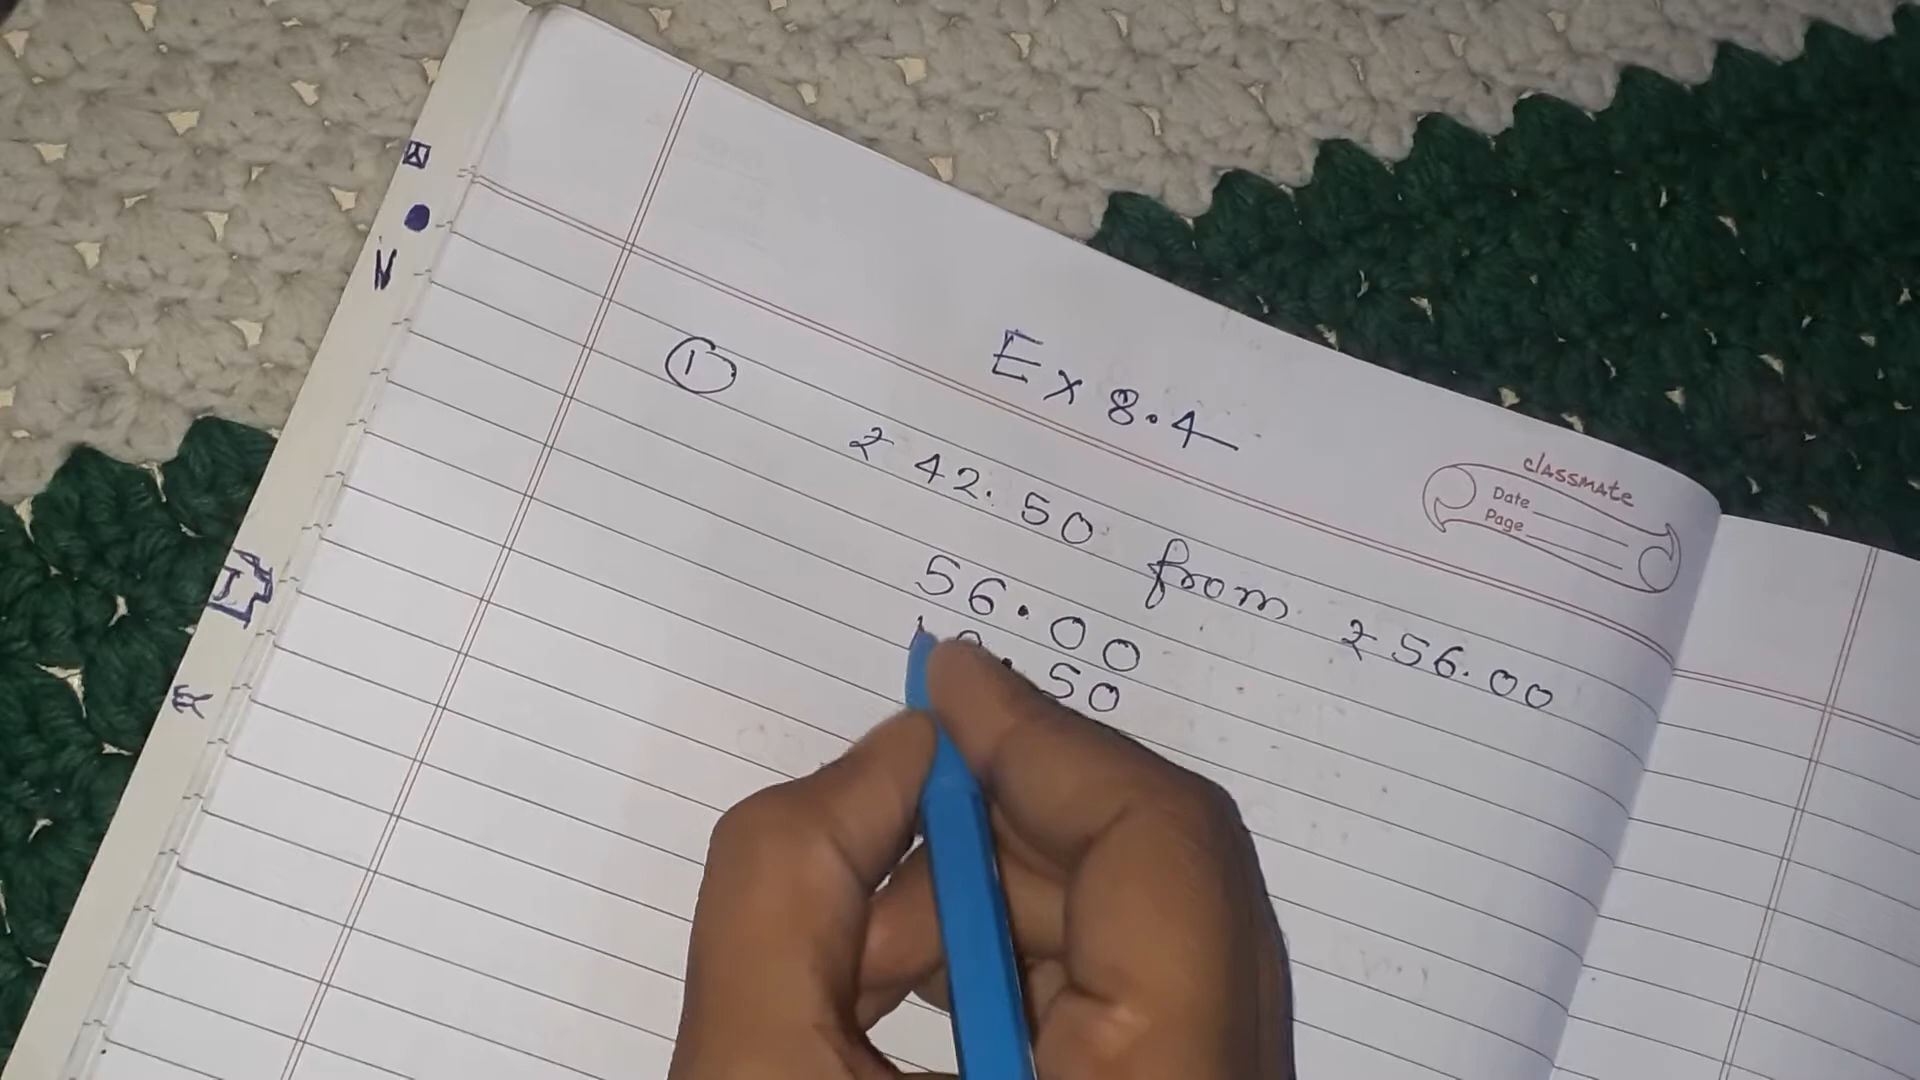 Ex 8.4
①
₹ 42.50 from ₹ 56.00
56.00
.50
classmate
Date
Page